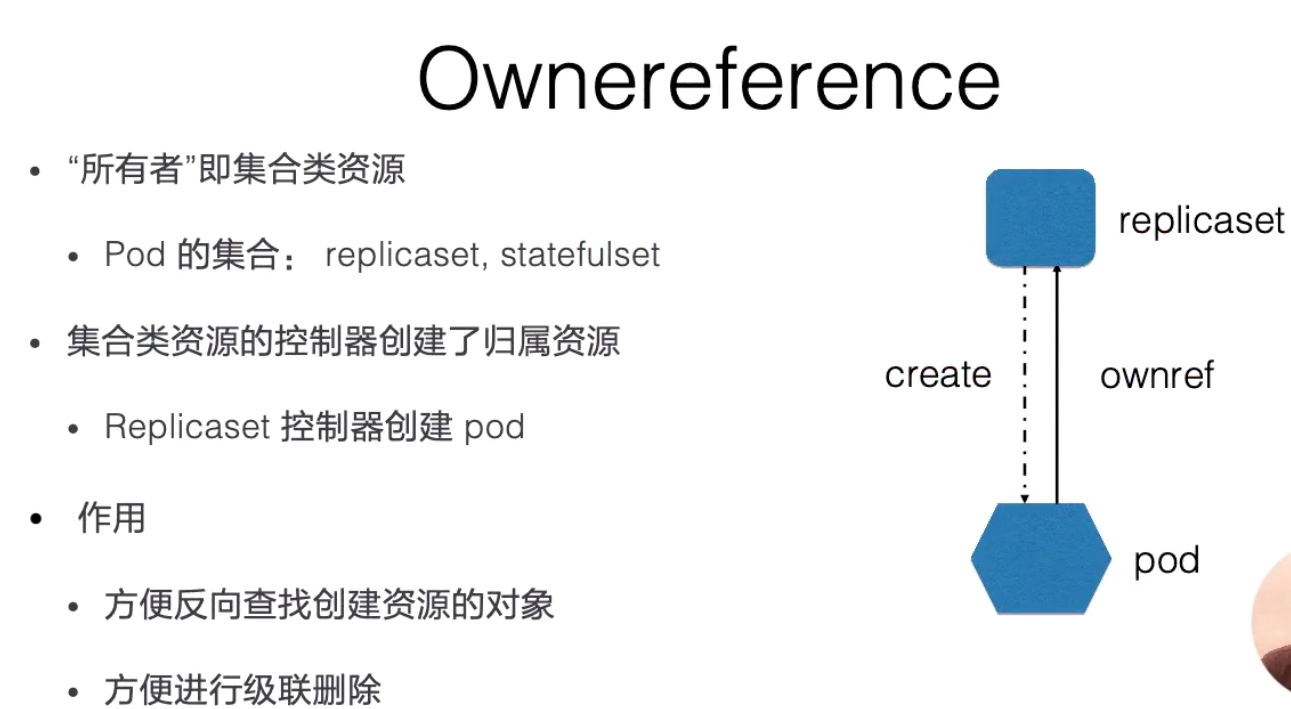 Ownereference
“所有者”即集合类资源
Pod 的集合： replicaset, statefulset
集合类资源的控制器创建了归属资源
Replicaset 控制器创建 pod
作用
方便反向查找创建资源的对象
方便进行级联删除
replicaset
create
ownref
pod